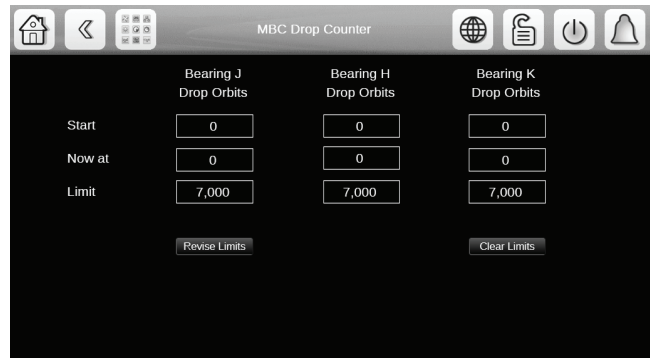 MBC Drop Counter
Bearing J Bearing H Bearing K
Drop Orbits Drop Orbits Drop Orbits
Start 0 0 0
Now at 0 0 0
Limit 7,000 7,000 7,000
Revise Limits Clear Limits